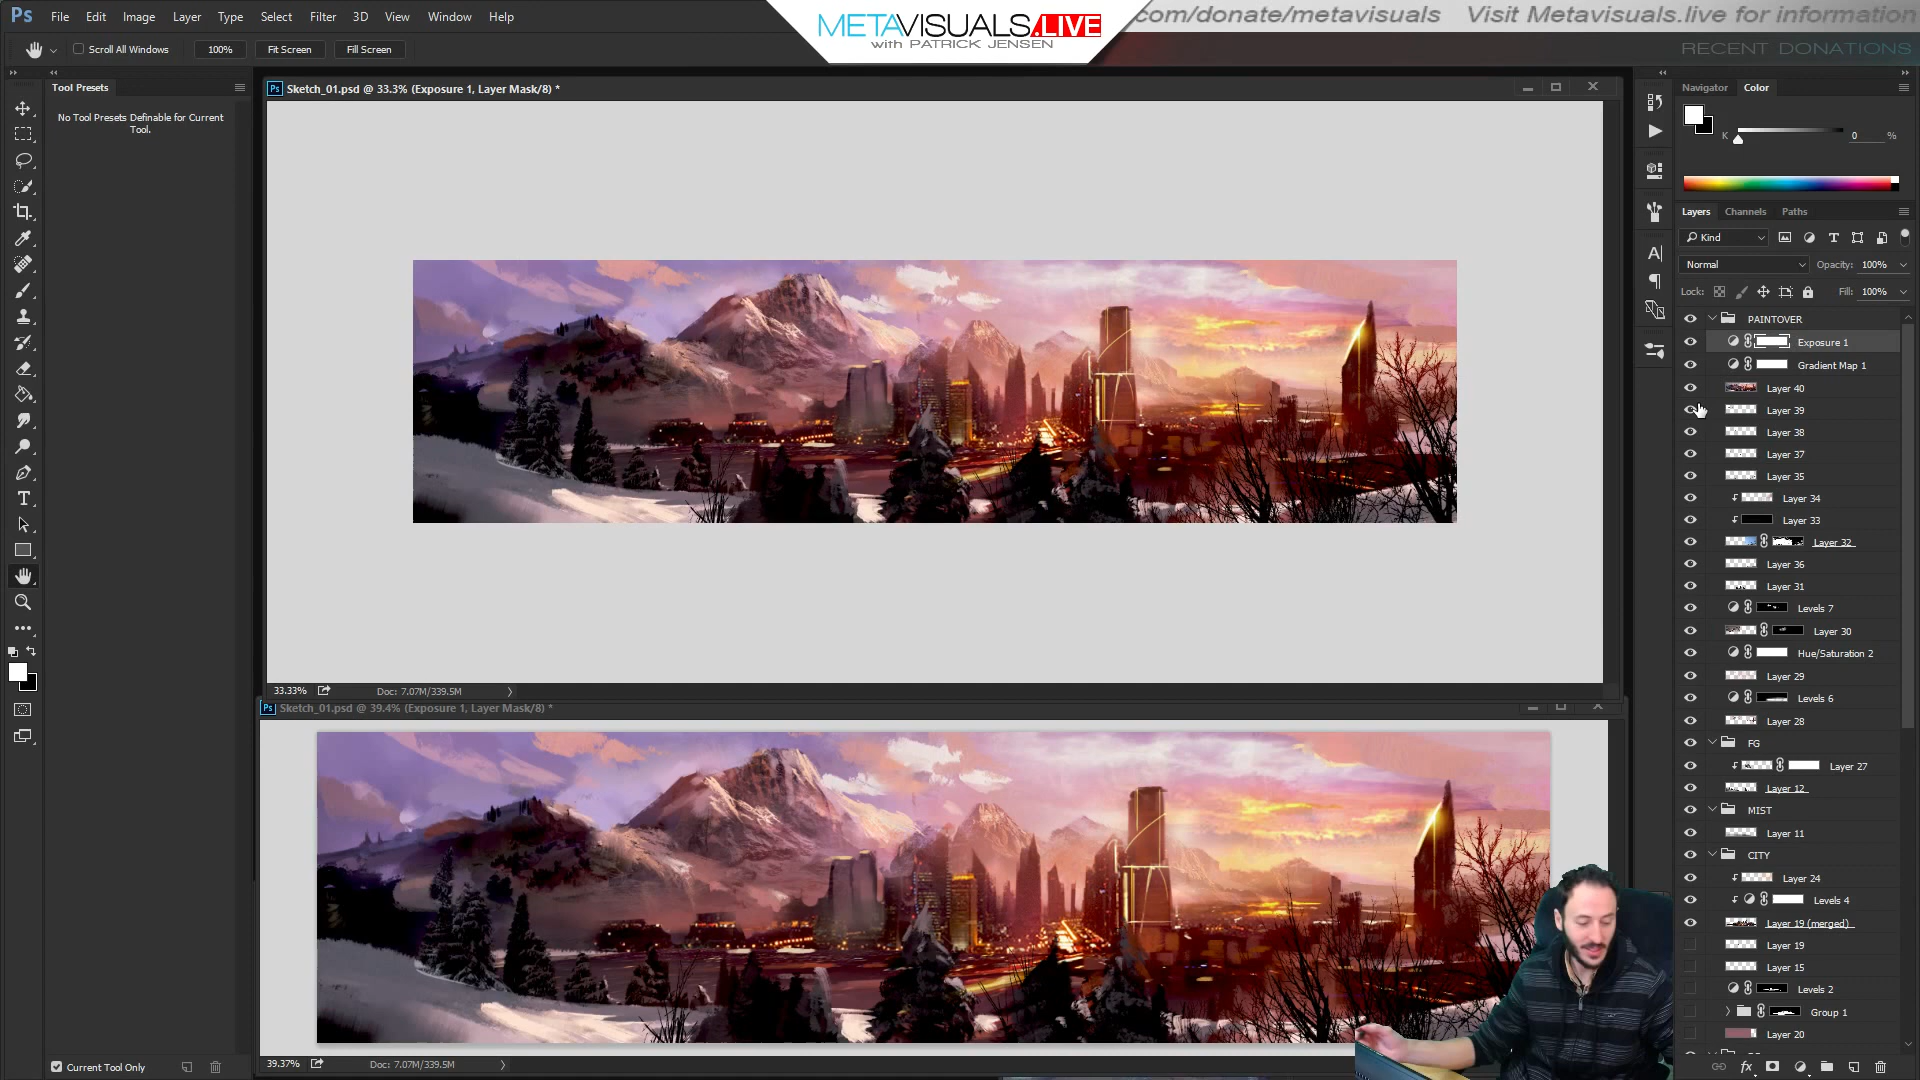 Ps File Edit Image Layer Type Select Filter 3D View Window Help
METAVISUALS.LIVE
with PATRICK JENSEN
com/donate/metavisuals Visit Metavisuals.live for information
RECENT DONATIONS
Scroll All Windows 100% Fit Screen Fill Screen
Tool Presets
No Tool Presets Definable for Current
Tool.
Ps Sketch_01.psd @ 33.3% (Exposure 1, Layer Mask/8) *
33.33% Doc: 7.07M/339.5M
Ps Sketch_01.psd @ 39.4% (Exposure 1, Layer Mask/8) *
39.37% Doc: 7.07M/339.5M
Current Tool Only
Navigator Color
K 0 %
Layers Channels Paths
Kind
Normal Opacity: 100%
Lock: Fill: 100%
PAINTOVER
Exposure 1
Gradient Map 1
Layer 40
Layer 39
Layer 38
Layer 37
Layer 35
Layer 34
Layer 33
Layer 32
Layer 36
Layer 31
Levels 7
Layer 30
Hue/Saturation 2
Layer 29
Levels 6
Layer 28
FG
Layer 27
Layer 12
MIST
Layer 11
CITY
Layer 24
Levels 4
Layer 19 (merged)
Layer 19
Layer 15
Levels 2
Group 1
Layer 20
fx